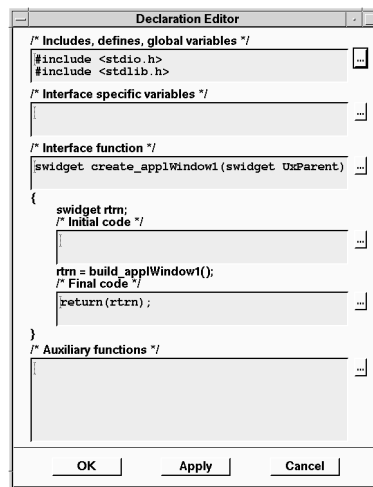 Declaration Editor
/* Includes, defines, global variables */
#include <stdio.h>
#include <stdlib.h>
...
/* Interface specific variables */
...
/* Interface function */
swidget create_applWindow1(swidget UxParent)
...
{
swidget rtrn;
/* Initial code */
...
rtrn = build_applWindow1();
/* Final code */
return(rtrn);
...
}
/* Auxiliary functions */
...
OK Apply Cancel